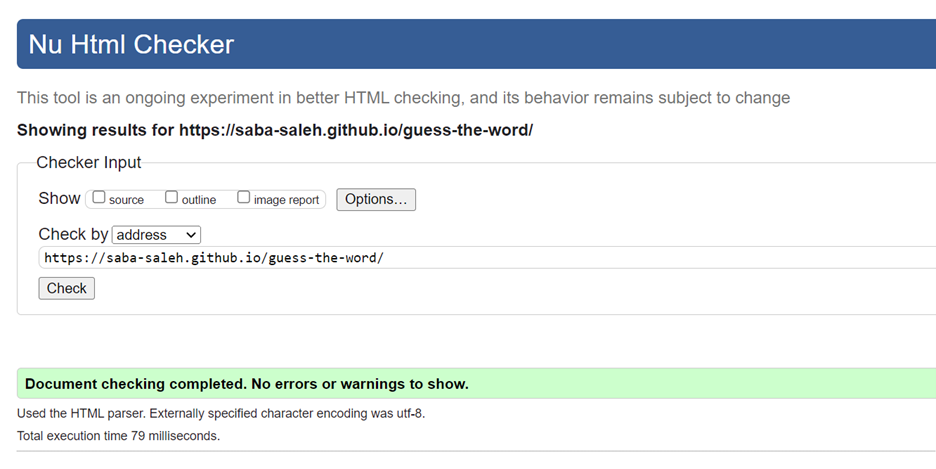 Nu Html Checker
This tool is an ongoing experiment in better HTML checking, and its behavior remains subject to change
Showing results for https://saba-saleh.github.io/guess-the-word/
Checker Input
Show source outline image report Options...
Check by address
https://saba-saleh.github.io/guess-the-word/
Check
Document checking completed. No errors or warnings to show.
Used the HTML parser. Externally specified character encoding was utf-8.
Total execution time 79 milliseconds.